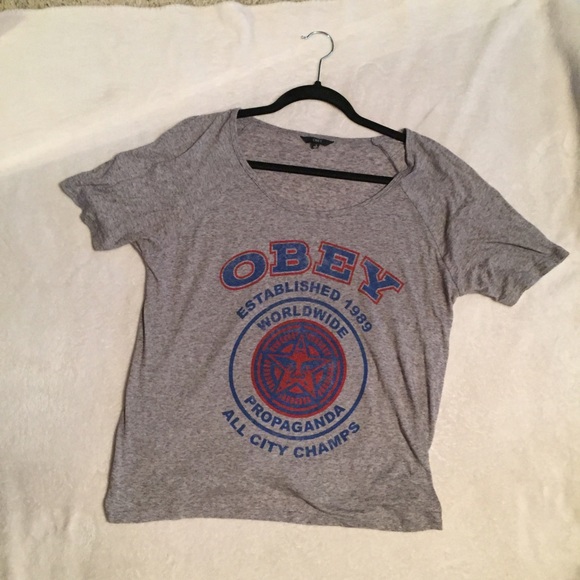 OBEY
ESTABLISHED 1989
WORLDWIDE
PROPAGANDA
ALL CITY CHAMPS